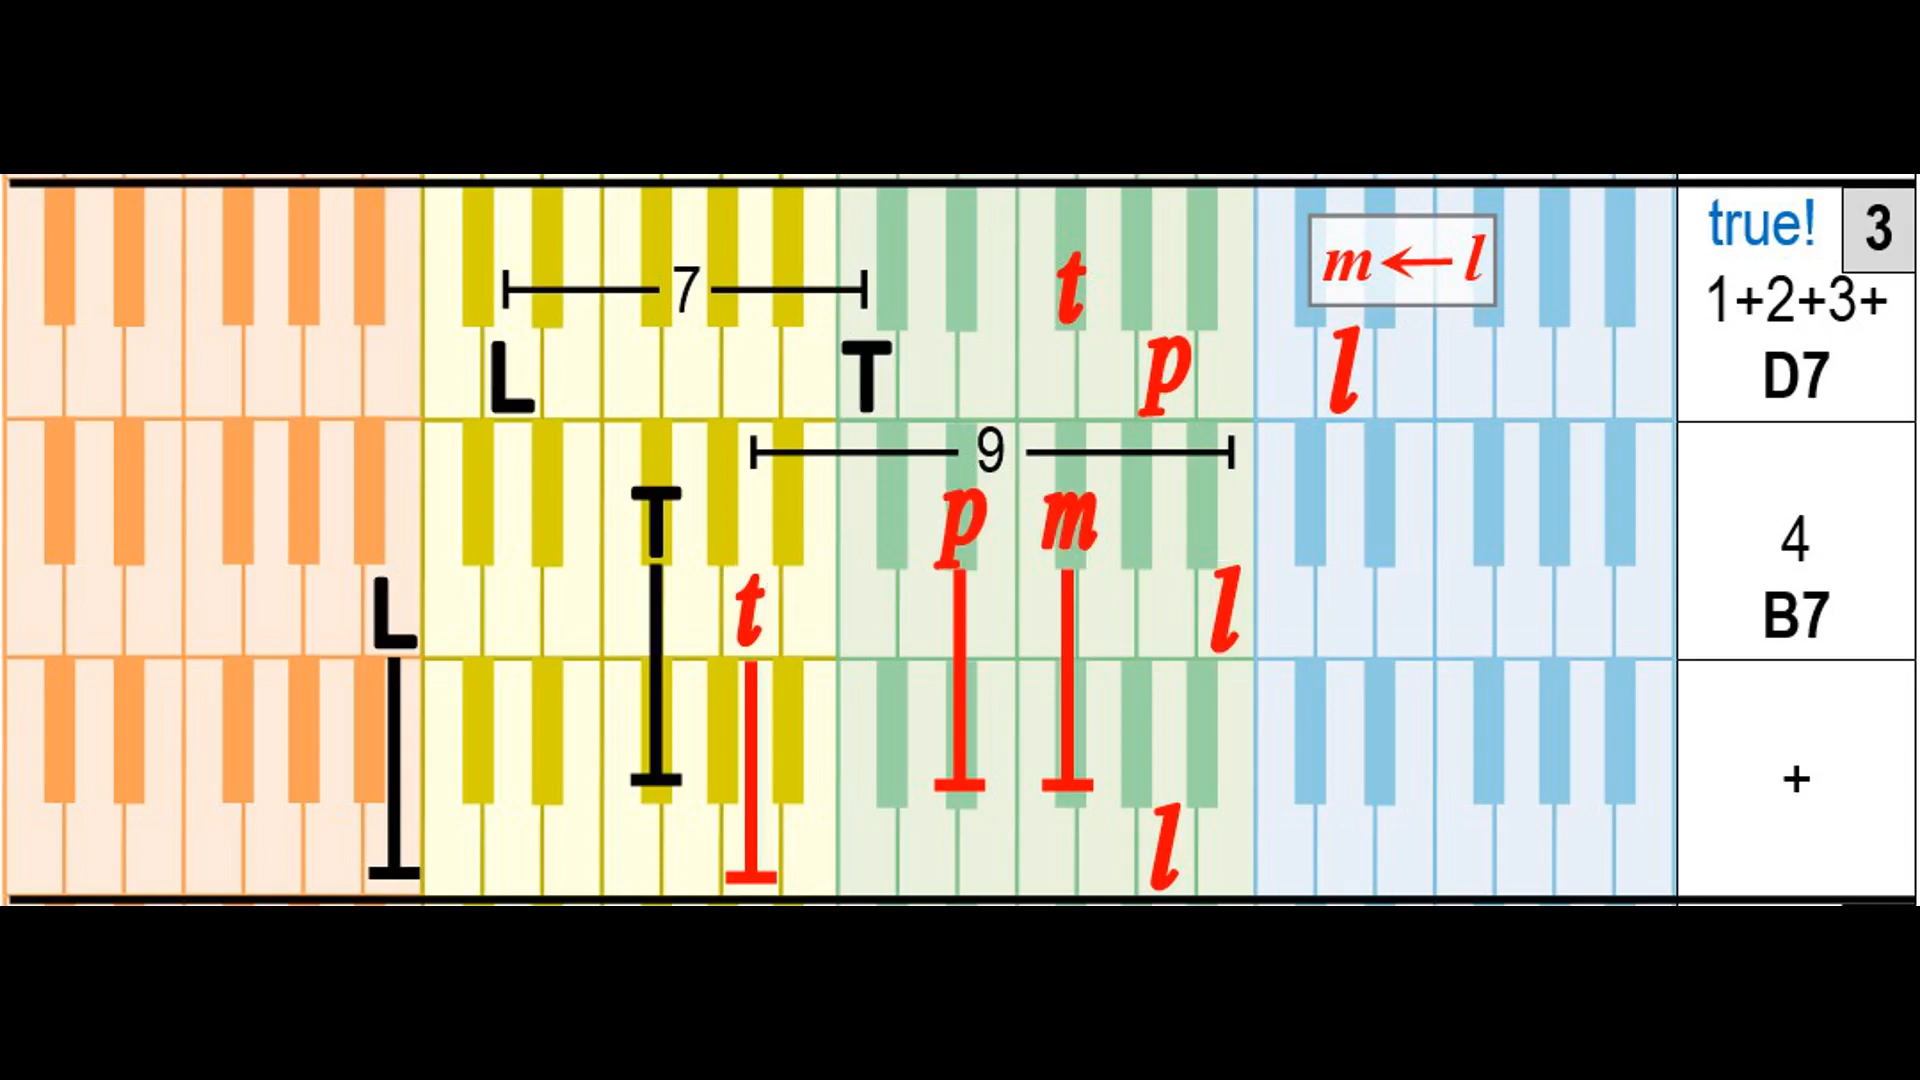 true! 3
7 t m ← l 1+2+3+
L T p l D7
9
T p m 4
L t l B7
+
l